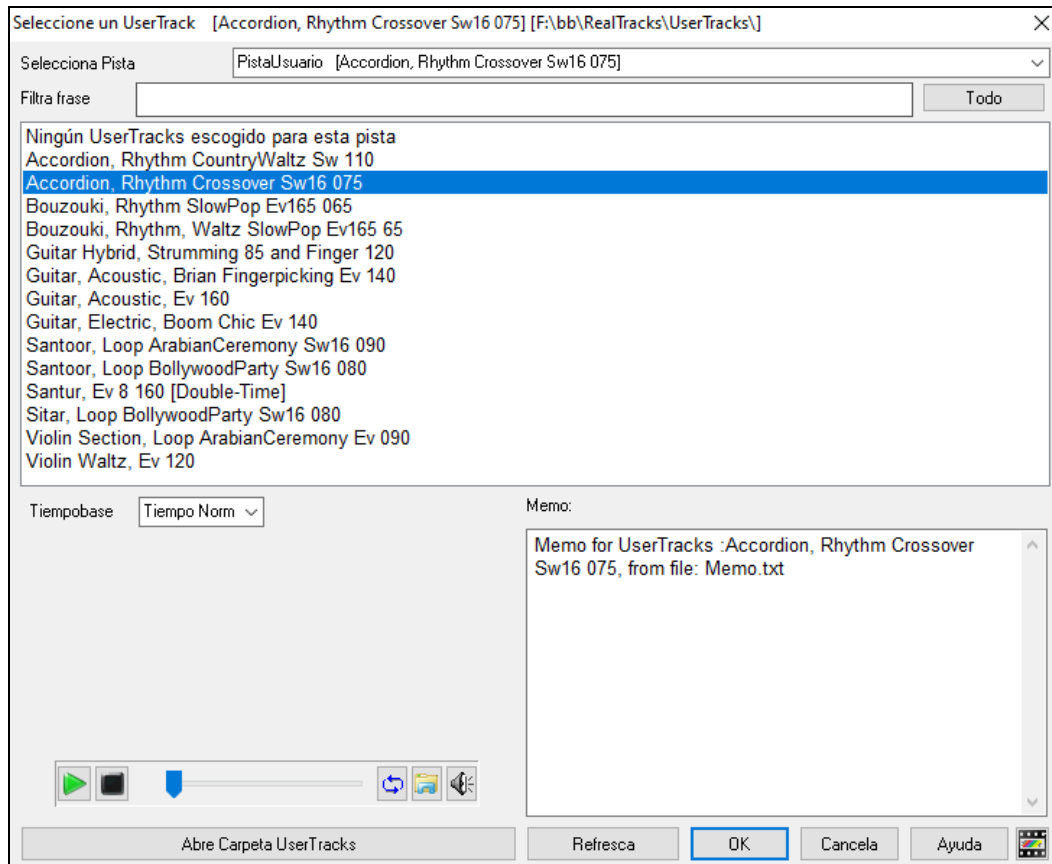 Seleccione un UserTrack [Accordion, Rhythm Crossover Sw16 075] [F:\bb\RealTracks\UserTracks\]
Selecciona Pista PistaUsuario [Accordion, Rhythm Crossover Sw16 075]
Filtra frase Todo
Ningún UserTracks escogido para esta pista
Accordion, Rhythm CountryWaltz Sw 110
Accordion, Rhythm Crossover Sw16 075
Bouzouki, Rhythm SlowPop Ev165 065
Bouzouki, Rhythm, Waltz SlowPop Ev165 65
Guitar Hybrid, Strumming 85 and Finger 120
Guitar, Acoustic, Brian Fingerpicking Ev 140
Guitar, Acoustic, Ev 160
Guitar, Electric, Boom Chic Ev 140
Santoor, Loop ArabianCeremony Sw16 090
Santoor, Loop BollywoodParty Sw16 080
Santur, Ev 8 160 [Double-Time]
Sitar, Loop BollywoodParty Sw16 080
Violin Section, Loop ArabianCeremony Ev 090
Violin Waltz, Ev 120
Tiempobase Tiempo Norm
Memo:
Memo for UserTracks :Accordion, Rhythm Crossover
Sw16 075, from file: Memo.txt
Abre Carpeta UserTracks Refresca OK Cancela Ayuda